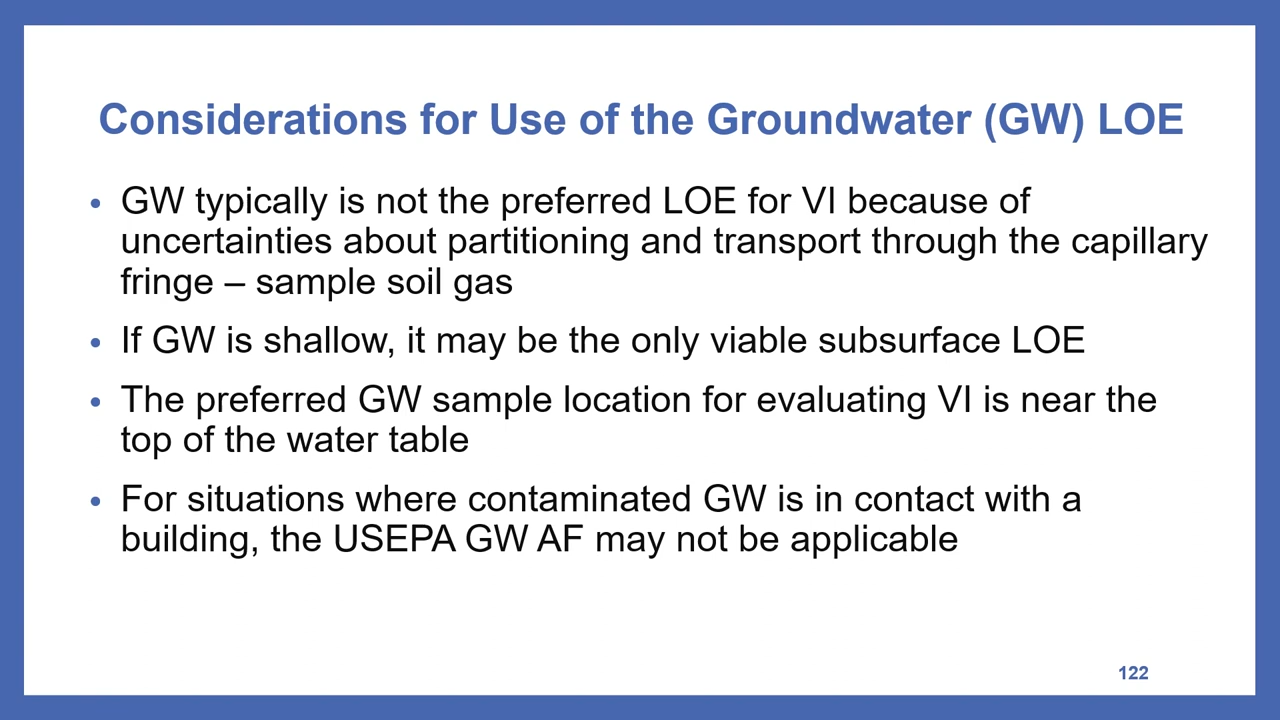 Considerations for Use of the Groundwater (GW) LOE
• GW typically is not the preferred LOE for VI because of
uncertainties about partitioning and transport through the capillary
fringe – sample soil gas
• If GW is shallow, it may be the only viable subsurface LOE
• The preferred GW sample location for evaluating VI is near the
top of the water table
• For situations where contaminated GW is in contact with a
building, the USEPA GW AF may not be applicable
122